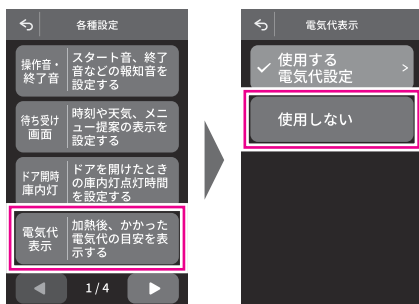 各種設定
操作音・
終了音
スタート音、終了
音などの報知音を
設定する
待ち受け
画面
時刻や天気、メニ
ュー提案の表示を
設定する
ドア開時
庫内灯
ドアを開けたとき
の庫内灯点灯時間
を設定する
電気代
表示
加熱後、かかった
電気代の目安を表
示する
1/4
電気代表示
使用する
電気代設定
使用しない